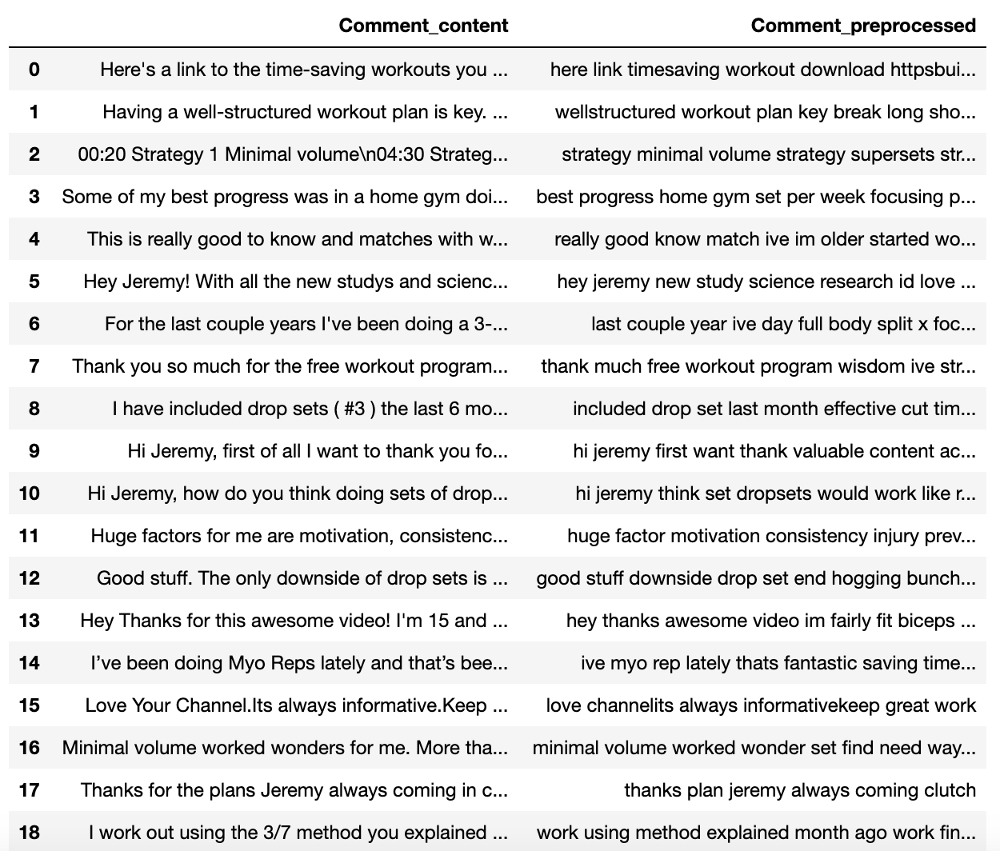 Comment_content Comment_preprocessed
0 Here's a link to the time-saving workouts you ... here link timesaving workout download httpsbui...
1 Having a well-structured workout plan is key. ... wellstructured workout plan key break long sho...
2 00:20 Strategy 1 Minimal volume\n04:30 Strateg... strategy minimal volume strategy supersets str...
3 Some of my best progress was in a home gym doi... best progress home gym set per week focusing p...
4 This is really good to know and matches with w... really good know match ive im older started wo...
5 Hey Jeremy! With all the new studys and scienc... hey jeremy new study science research id love ...
6 For the last couple years I've been doing a 3-... last couple year ive day full body split x foc...
7 Thank you so much for the free workout program... thank much free workout program wisdom ive str...
8 I have included drop sets ( #3 ) the last 6 mo... included drop set last month effective cut tim...
9 Hi Jeremy, first of all I want to thank you fo... hi jeremy first want thank valuable content ac...
10 Hi Jeremy, how do you think doing sets of drop... hi jeremy think set dropsets would work like r...
11 Huge factors for me are motivation, consistenc... huge factor motivation consistency injury prev...
12 Good stuff. The only downside of drop sets is ... good stuff downside drop set end hogging bunch...
13 Hey Thanks for this awesome video! I'm 15 and ... hey thanks awesome video im fairly fit biceps ...
14 I’ve been doing Myo Reps lately and that’s bee... ive myo rep lately thats fantastic saving time...
15 Love Your Channel.Its always informative.Keep ... love channelits always informativekeep great work
16 Minimal volume worked wonders for me. More tha... minimal volume worked wonder set find need way...
17 Thanks for the plans Jeremy always coming in c... thanks plan jeremy always coming clutch
18 I work out using the 3/7 method you explained ... work using method explained month ago work fin...